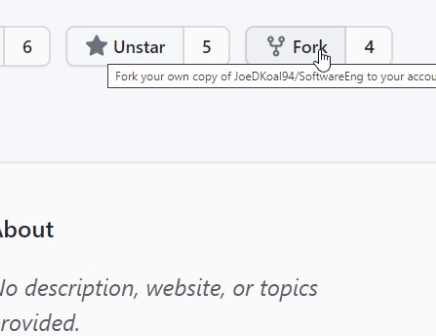 6 Unstar 5 Fork 4
Fork your own copy of JoeDKoal94/SoftwareEng to your
About
No description, website, or topics
provided.